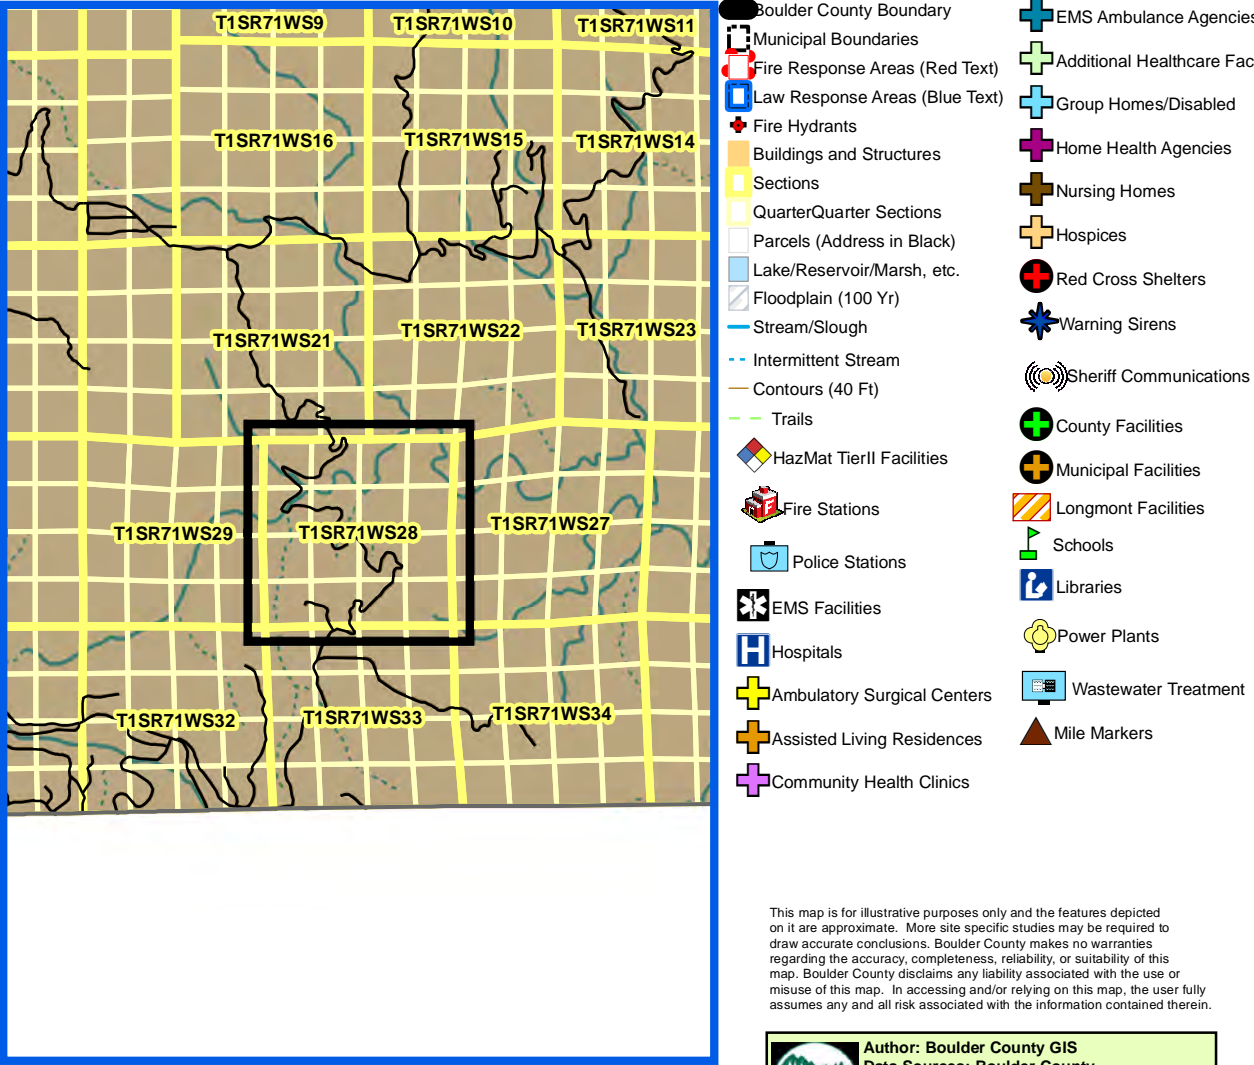 T1SR71WS9
T1SR71WS10
T1SR71WS11
T1SR71WS16
T1SR71WS15
T1SR71WS14
T1SR71WS21
T1SR71WS22
T1SR71WS23
T1SR71WS29
T1SR71WS28
T1SR71WS27
T1SR71WS32
T1SR71WS33
T1SR71WS34
Boulder County Boundary
Municipal Boundaries
Fire Response Areas (Red Text)
Law Response Areas (Blue Text)
Fire Hydrants
Buildings and Structures
Sections
QuarterQuarter Sections
Parcels (Address in Black)
Lake/Reservoir/Marsh, etc.
Floodplain (100 Yr)
Stream/Slough
Intermittent Stream
Contours (40 Ft)
Trails
HazMat TierII Facilities
Fire Stations
Police Stations
EMS Facilities
Hospitals
Ambulatory Surgical Centers
Assisted Living Residences
Community Health Clinics
EMS Ambulance Agencies
Additional Healthcare Fac
Group Homes/Disabled
Home Health Agencies
Nursing Homes
Hospices
Red Cross Shelters
Warning Sirens
Sheriff Communications
County Facilities
Municipal Facilities
Longmont Facilities
Schools
Libraries
Power Plants
Wastewater Treatment
Mile Markers
This map is for illustrative purposes only and the features depicted
on it are approximate. More site specific studies may be required to
draw accurate conclusions. Boulder County makes no warranties
regarding the accuracy, completeness, reliability, or suitability of this
map. Boulder County disclaims any liability associated with the use or
misuse of this map. In accessing and/or relying on this map, the user fully
assumes any and all risk associated with the information contained therein.
Author: Boulder County GIS
Data Sources: Boulder County